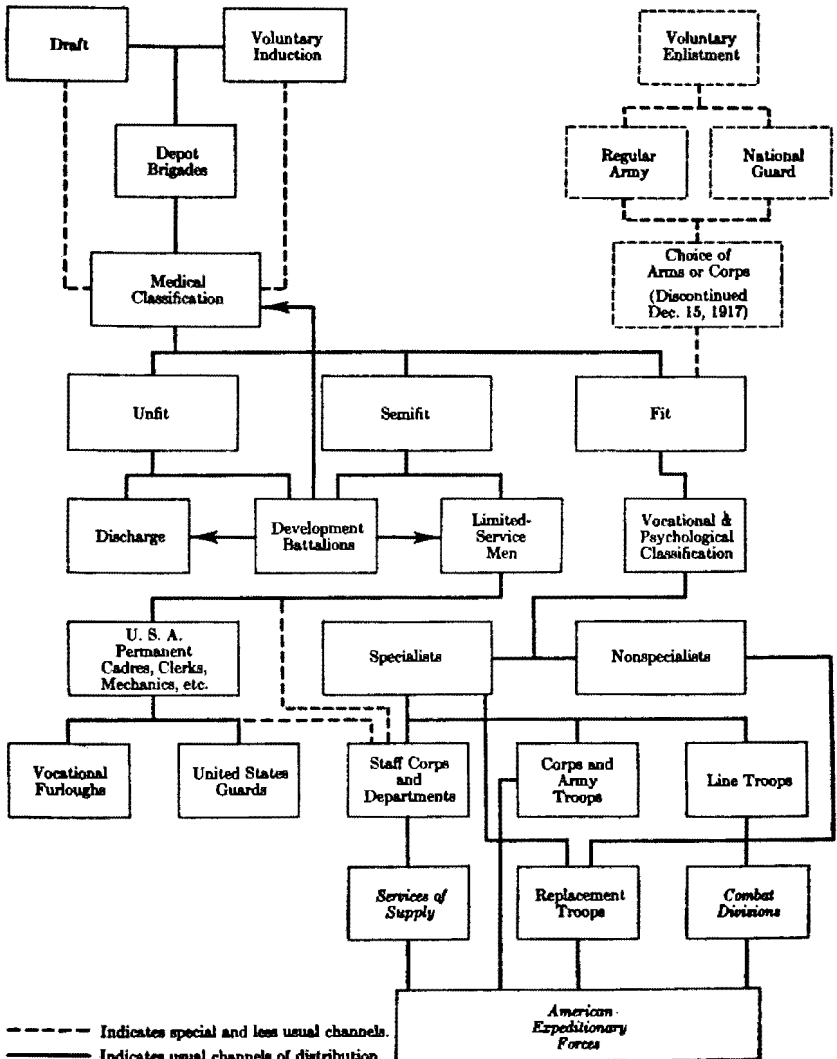 Draft
Voluntary
Induction
Voluntary
Enlistment
Depot
Brigades
Regular
Army
National
Guard
Medical
Classification
Choice of
Arms or Corps
(Discontinued
Dec. 15, 1917)
Unfit
Semifit
Fit
Discharge
Development
Battalions
Limited-
Service
Men
Vocational &
Psychological
Classification
U. S. A.
Permanent
Cadres, Clerks,
Mechanics, etc.
Specialists
Nonspecialists
Vocational
Furloughs
United States
Guards
Staff Corps
and
Departments
Corps and
Army
Troops
Line Troops
Services of
Supply
Replacement
Troops
Combat
Divisions
American
Expeditionary
Forces
Indicates special and less usual channels.
Indicates usual channels of distribution